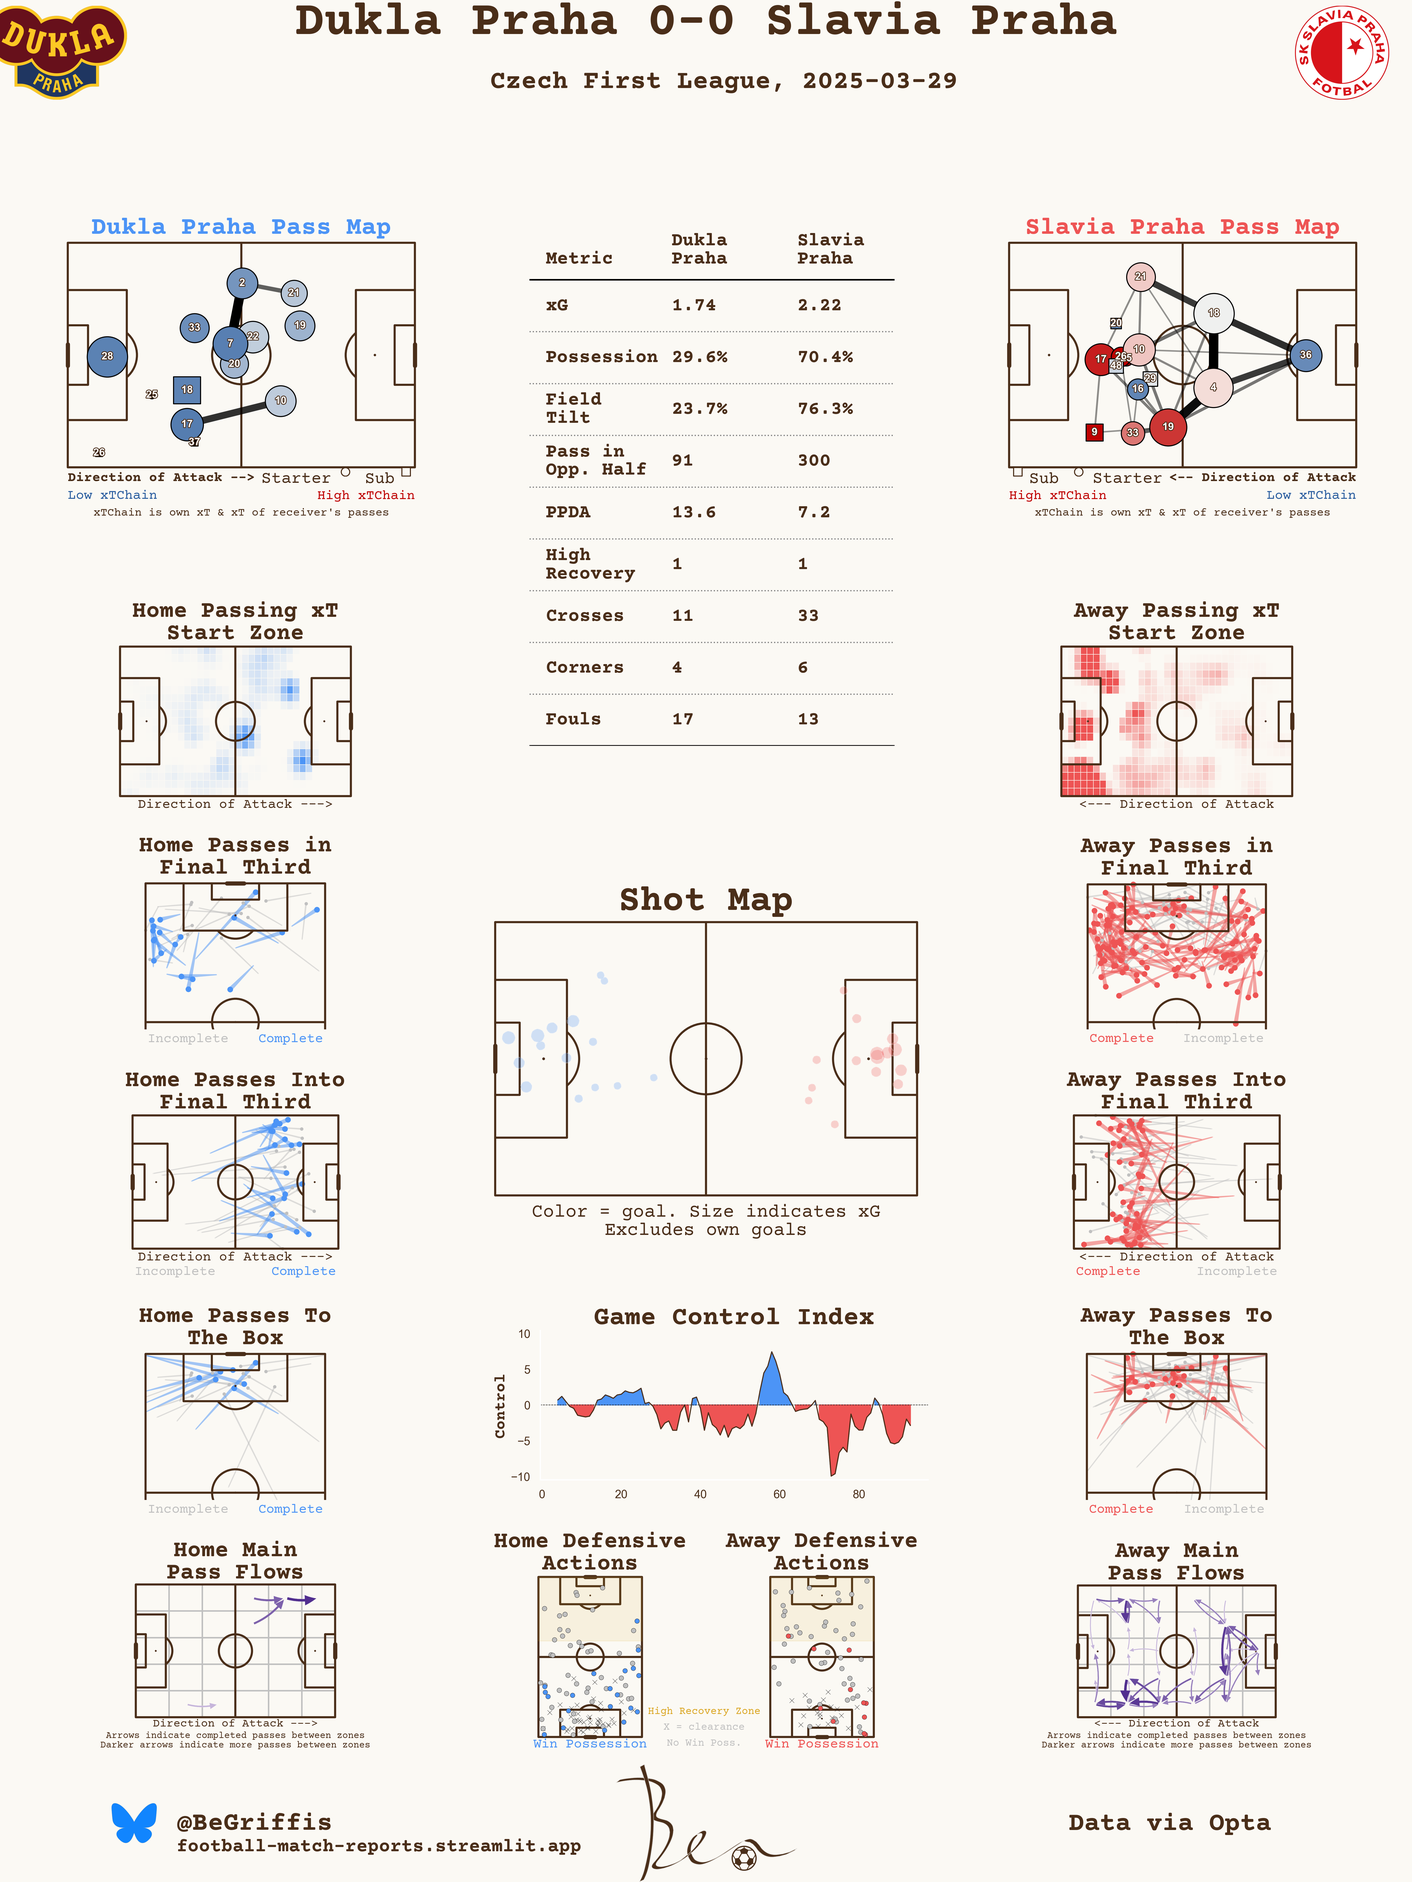 Dukla Praha 0-0 Slavia Praha
Czech First League, 2025-03-29
DUKLA
PRAHA
SK SLAVIA PRAHA
FOTBAL
Dukla Praha Pass Map
2
21
33
22
19
7
20
28
18
10
25
17
37
26
Direction of Attack --> Starter Sub
Low xTChain High xTChain
xTChain is own xT & xT of receiver's passes
Metric Dukla Praha Slavia Praha
xG 1.74 2.22
Possession 29.6% 70.4%
Field Tilt 23.7% 76.3%
Pass in Opp. Half 91 300
PPDA 13.6 7.2
High Recovery 1 1
Crosses 11 33
Corners 4 6
Fouls 17 13
Slavia Praha Pass Map
21
20
18
10
17
36
29
16
4
9
33
19
Sub Starter <-- Direction of Attack
High xTChain Low xTChain
xTChain is own xT & xT of receiver's passes
Home Passing xT
Start Zone
Direction of Attack --->
Away Passing xT
Start Zone
<--- Direction of Attack
Home Passes in
Final Third
Incomplete Complete
Away Passes in
Final Third
Complete Incomplete
Shot Map
Color = goal. Size indicates xG
Excludes own goals
Home Passes Into
Final Third
Direction of Attack --->
Incomplete Complete
Away Passes Into
Final Third
<--- Direction of Attack
Complete Incomplete
Home Passes To
The Box
Incomplete Complete
Game Control Index
Control
10
5
0
−5
−10
0 20 40 60 80
Away Passes To
The Box
Complete Incomplete
Home Main
Pass Flows
Direction of Attack --->
Arrows indicate completed passes between zones
Darker arrows indicate more passes between zones
Home Defensive
Actions
Win Possession
Away Defensive
Actions
Win Possession
High Recovery Zone
X = clearance
No Win Poss.
Away Main
Pass Flows
<--- Direction of Attack
Arrows indicate completed passes between zones
Darker arrows indicate more passes between zones
@BeGriffis
football-match-reports.streamlit.app
Ben
Data via Opta